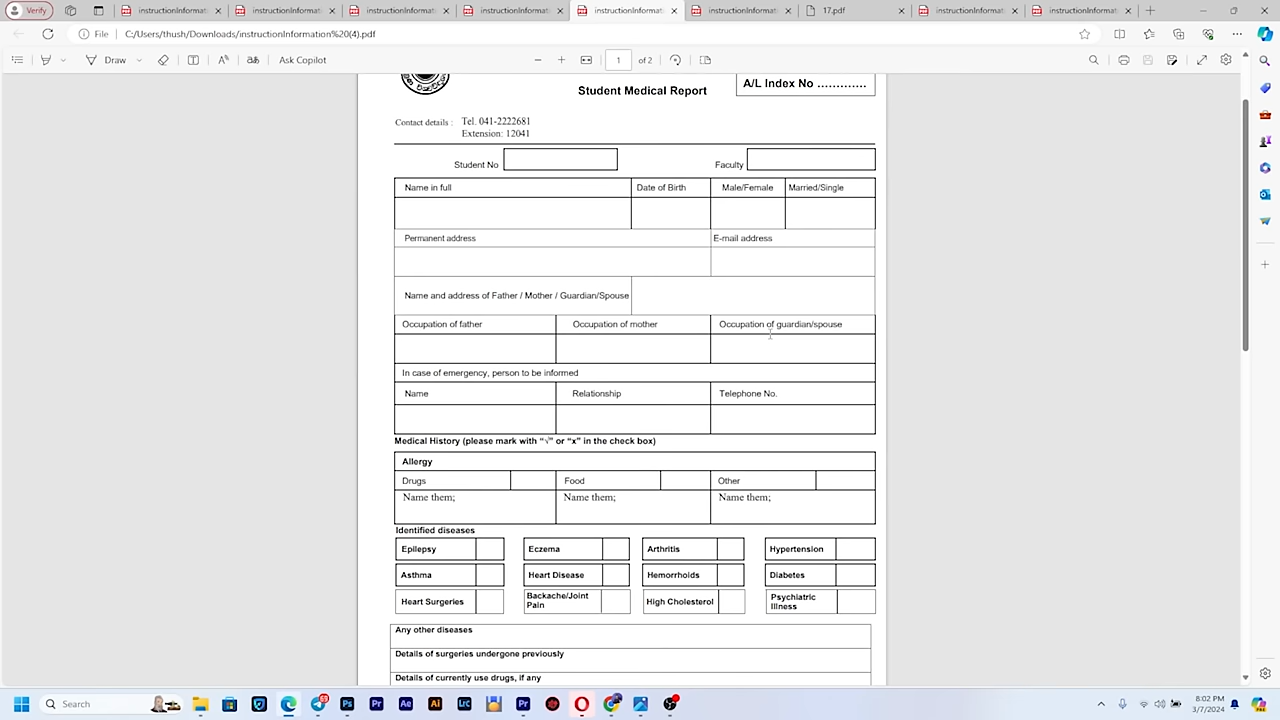 Verify
instructionInformati
instructionInformati
instructionInformati
instructionInformati
instructionInformati
instructionInformati
17.pdf
instructionInformati
instructionInformati
File
C:/Users/thush/Downloads/instructionInformation%20(4).pdf
Draw
Ask Copilot
1 of 2
Student Medical Report
A/L Index No .............
Contact details :
Tel. 041-2222681
Extension: 12041
Student No
Faculty
Name in full
Date of Birth
Male/Female
Married/Single
Permanent address
E-mail address
Name and address of Father / Mother / Guardian/Spouse
Occupation of father
Occupation of mother
Occupation of guardian/spouse
In case of emergency, person to be informed
Name
Relationship
Telephone No.
Medical History (please mark with “√” or “x” in the check box)
Allergy
Drugs
Food
Other
Name them;
Name them;
Name them;
Identified diseases
Epilepsy
Eczema
Arthritis
Hypertension
Asthma
Heart Disease
Hemorrhoids
Diabetes
Heart Surgeries
Backache/Joint
Pain
High Cholesterol
Psychiatric
Illness
Any other diseases
Details of surgeries undergone previously
Details of currently use drugs, if any
Search
3:02 PM
3/7/2024